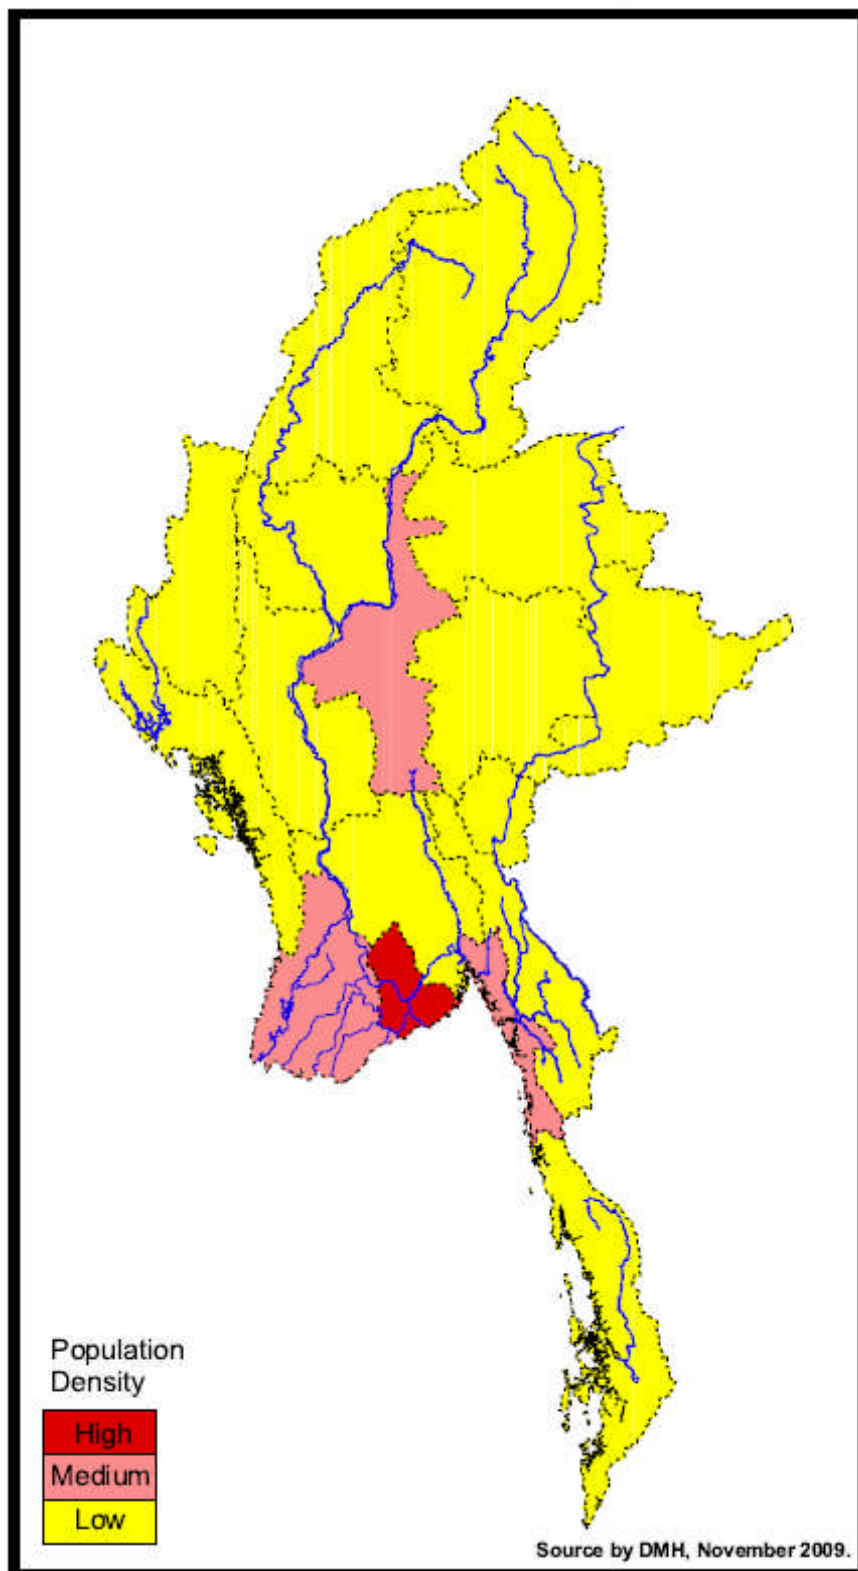 Population
Density
High
Medium
Low
Source by DMH, November 2009.